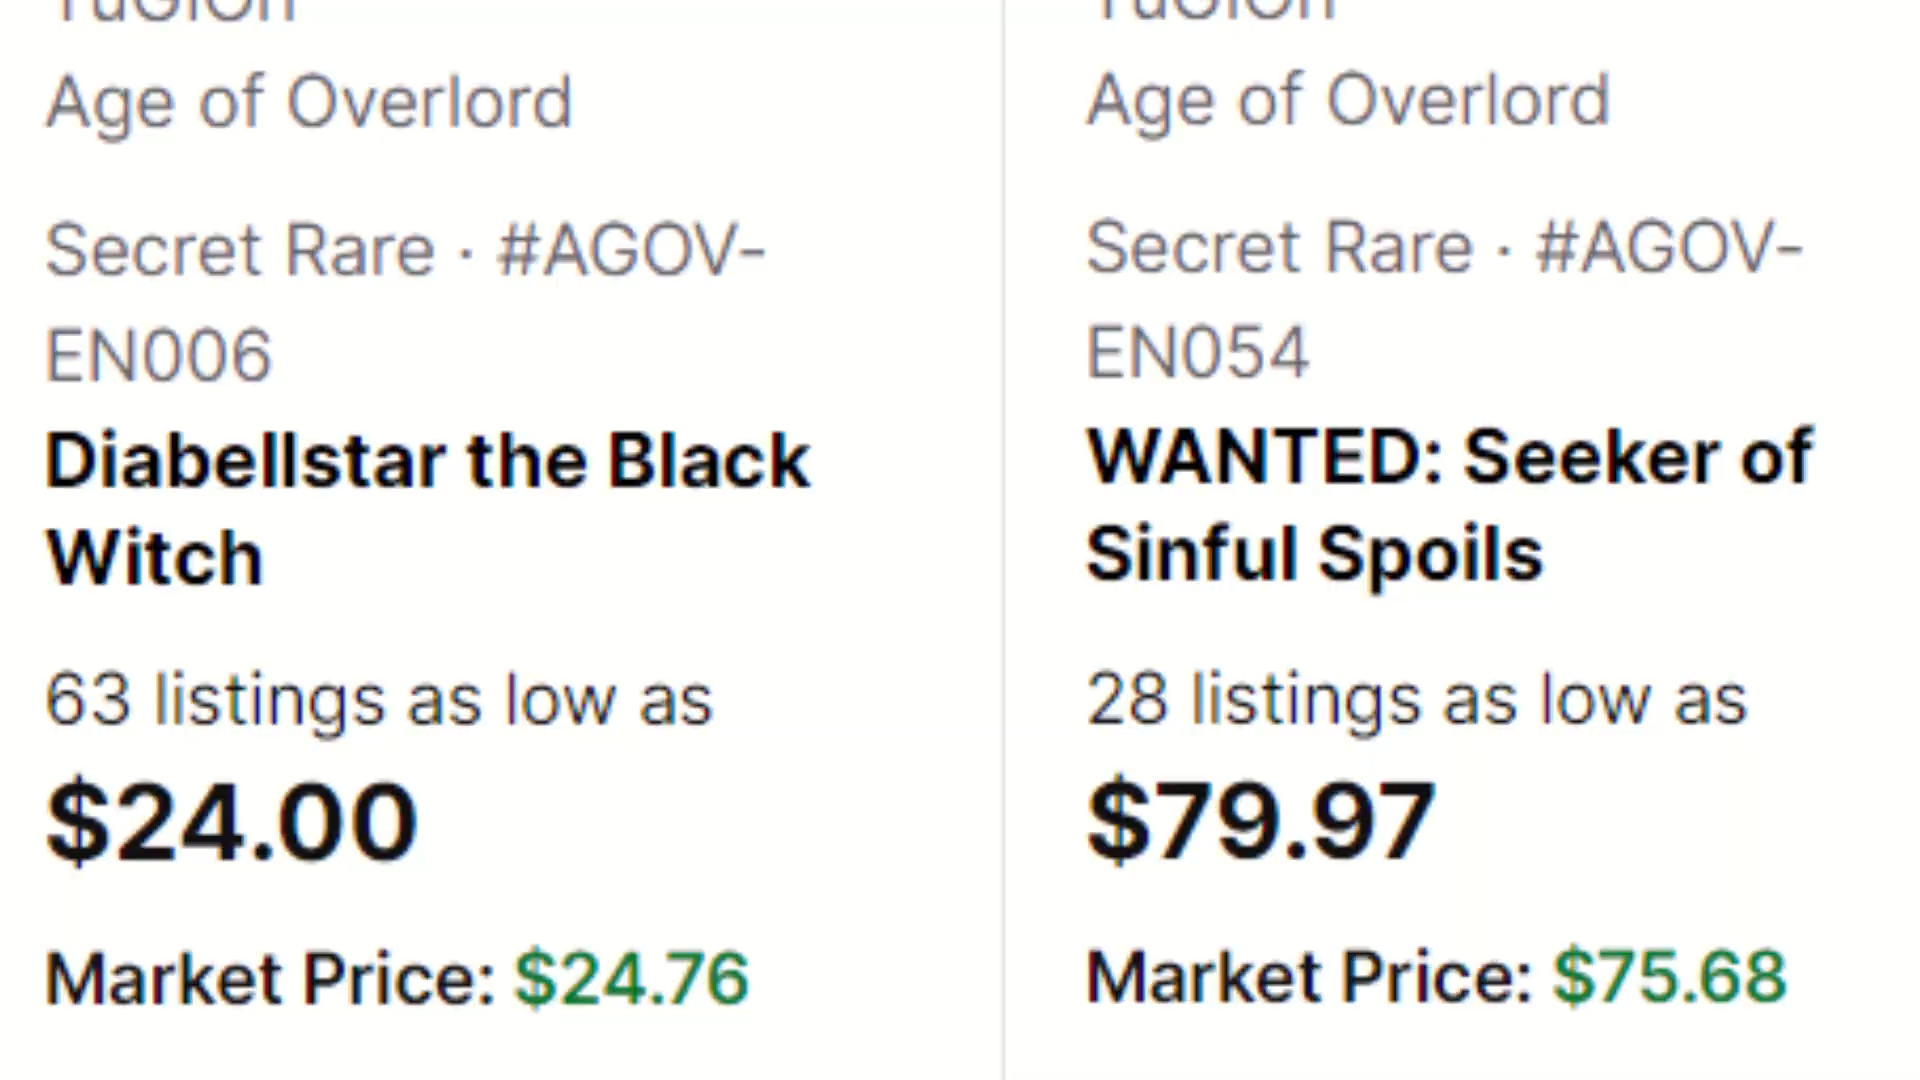 YuGiOh
Age of Overlord
Secret Rare · #AGOV-
EN006
Diabellstar the Black
Witch
63 listings as low as
$24.00
Market Price: $24.76
YuGiOh
Age of Overlord
Secret Rare · #AGOV-
EN054
WANTED: Seeker of
Sinful Spoils
28 listings as low as
$79.97
Market Price: $75.68